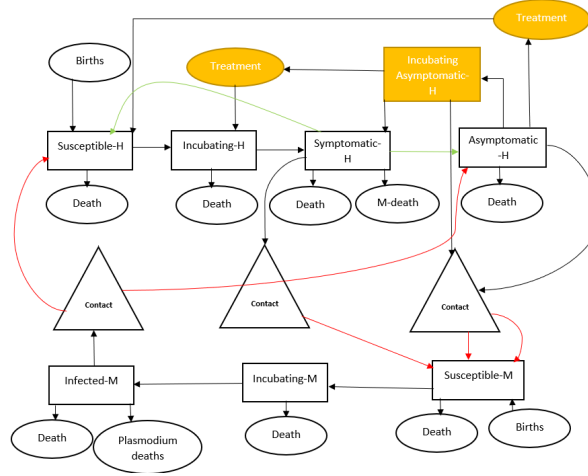 Treatment
Births
Treatment
Incubating
Asymptomatic-
H
Susceptible-H
Incubating-H
Symptomatic-
H
Asymptomatic
-H
Death
Death
Death
M-death
Death
Contact
Contact
Contact
Infected-M
Incubating-M
Susceptible-M
Death
Plasmodium
deaths
Death
Death
Births